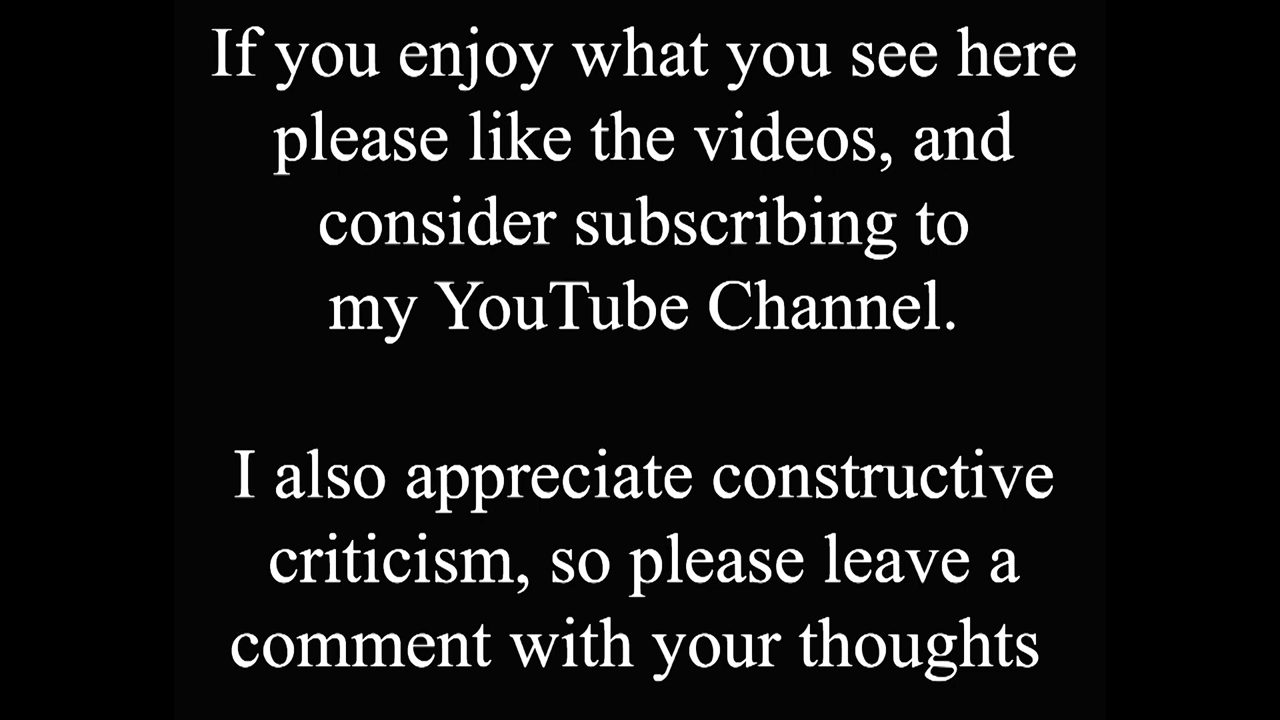 If you enjoy what you see here
please like the videos, and
consider subscribing to
my YouTube Channel.
I also appreciate constructive
criticism, so please leave a
comment with your thoughts